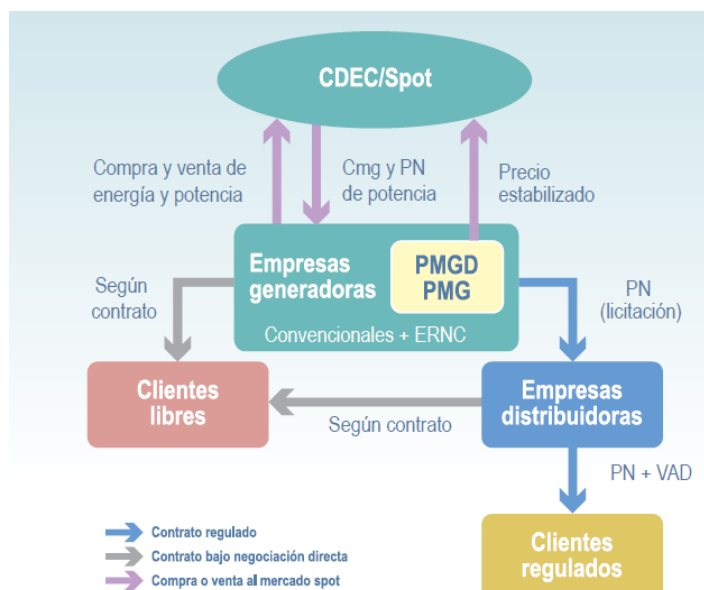 CDEC/Spot
Compra y venta de
energía y potencia
Cmg y PN
de potencia
Precio
estabilizado
Empresas
generadoras
PMGD
PMG
Convencionales + ERNC
Según
contrato
PN
(licitación)
Clientes
libres
Según contrato
Empresas
distribuidoras
PN + VAD
Contrato regulado
Contrato bajo negociación directa
Compra o venta al mercado spot
Clientes
regulados